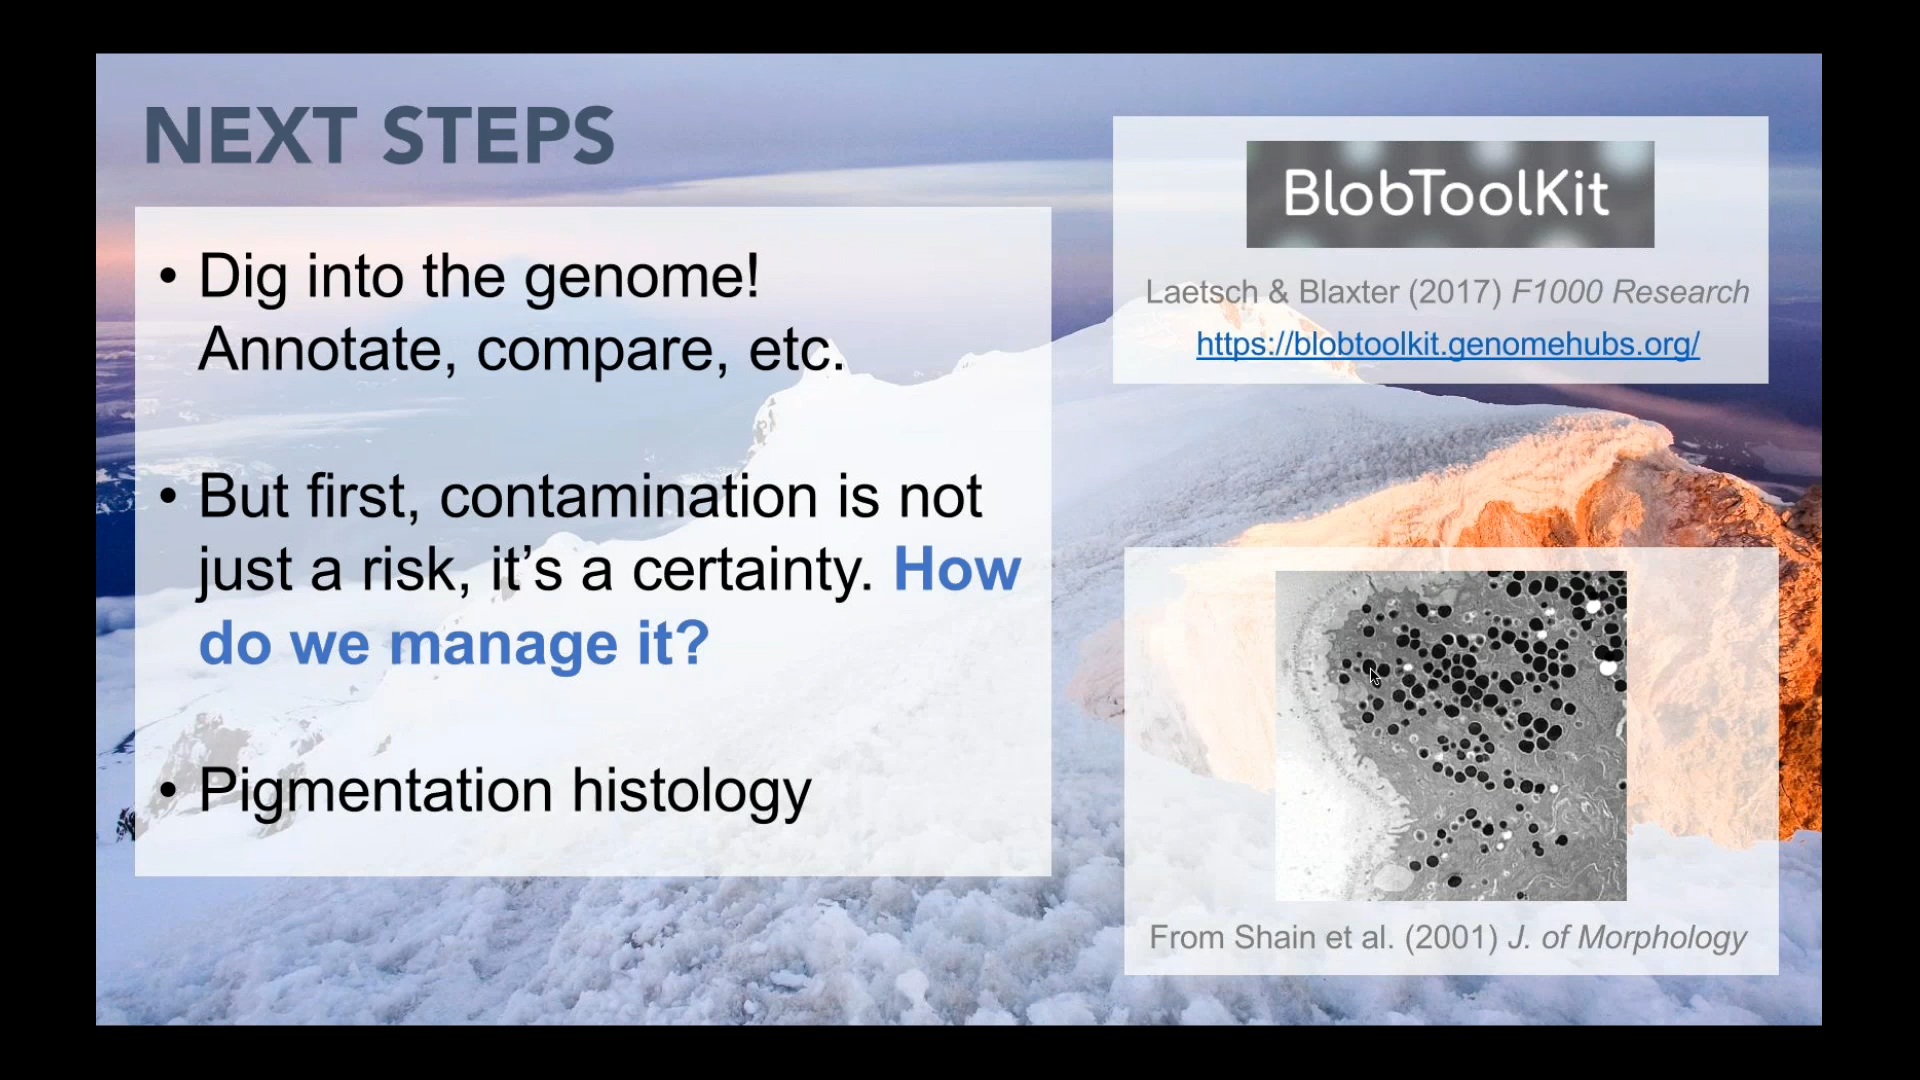 NEXT STEPS
• Dig into the genome!
Annotate, compare, etc.
• But first, contamination is not
just a risk, it’s a certainty. How
do we manage it?
• Pigmentation histology
BlobToolKit
Laetsch & Blaxter (2017) F1000 Research
https://blobtoolkit.genomehubs.org/
From Shain et al. (2001) J. of Morphology